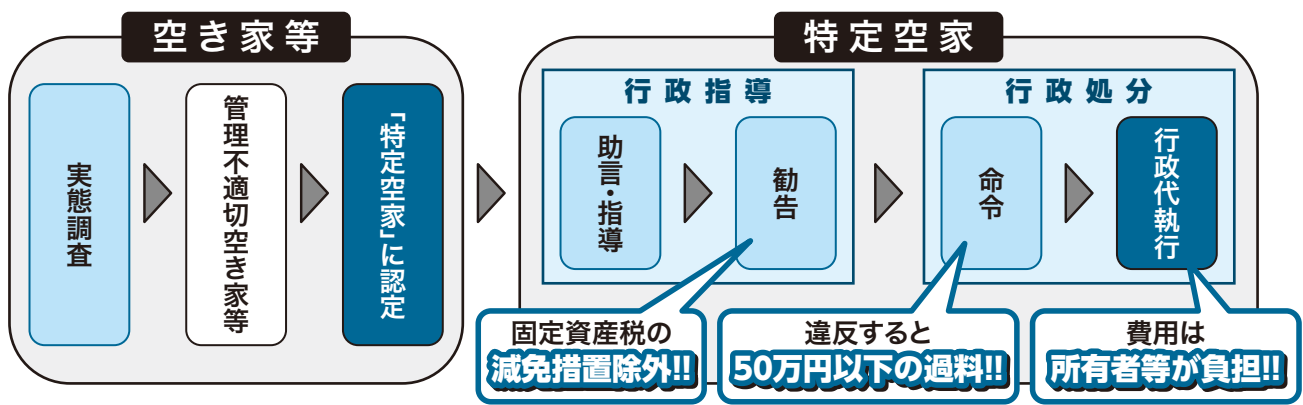 空き家等
実態調査
管理不適切空き家等
「特定空家」に認定
特定空家
行政指導
助言・指導
勧告
行政処分
命令
行政代執行
固定資産税の
減免措置除外!!
違反すると
50万円以下の過料!!
費用は
所有者等が負担!!